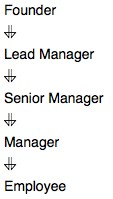 Founder
⇓
Lead Manager
⇓
Senior Manager
⇓
Manager
⇓
Employee